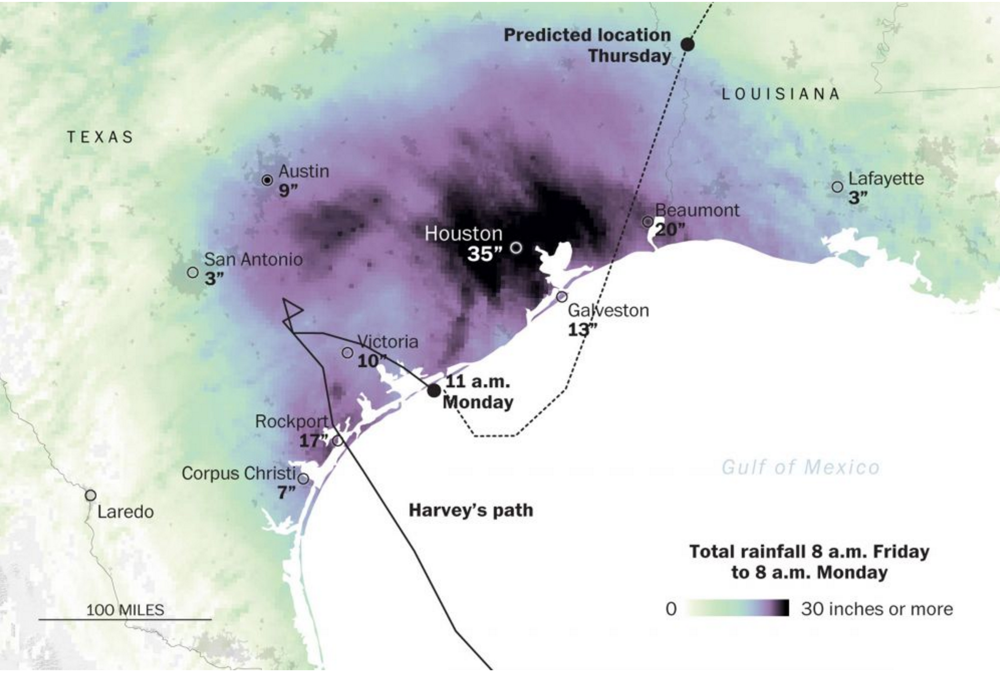 Predicted location
Thursday
LOUISIANA
TEXAS
Austin
9”
Lafayette
3”
Beaumont
20”
Houston
35”
San Antonio
3”
Galveston
13”
Victoria
10”
11 a.m.
Monday
Rockport
17”
Gulf of Mexico
Corpus Christi
7”
Laredo
Harvey’s path
Total rainfall 8 a.m. Friday
to 8 a.m. Monday
0
30 inches or more
100 MILES